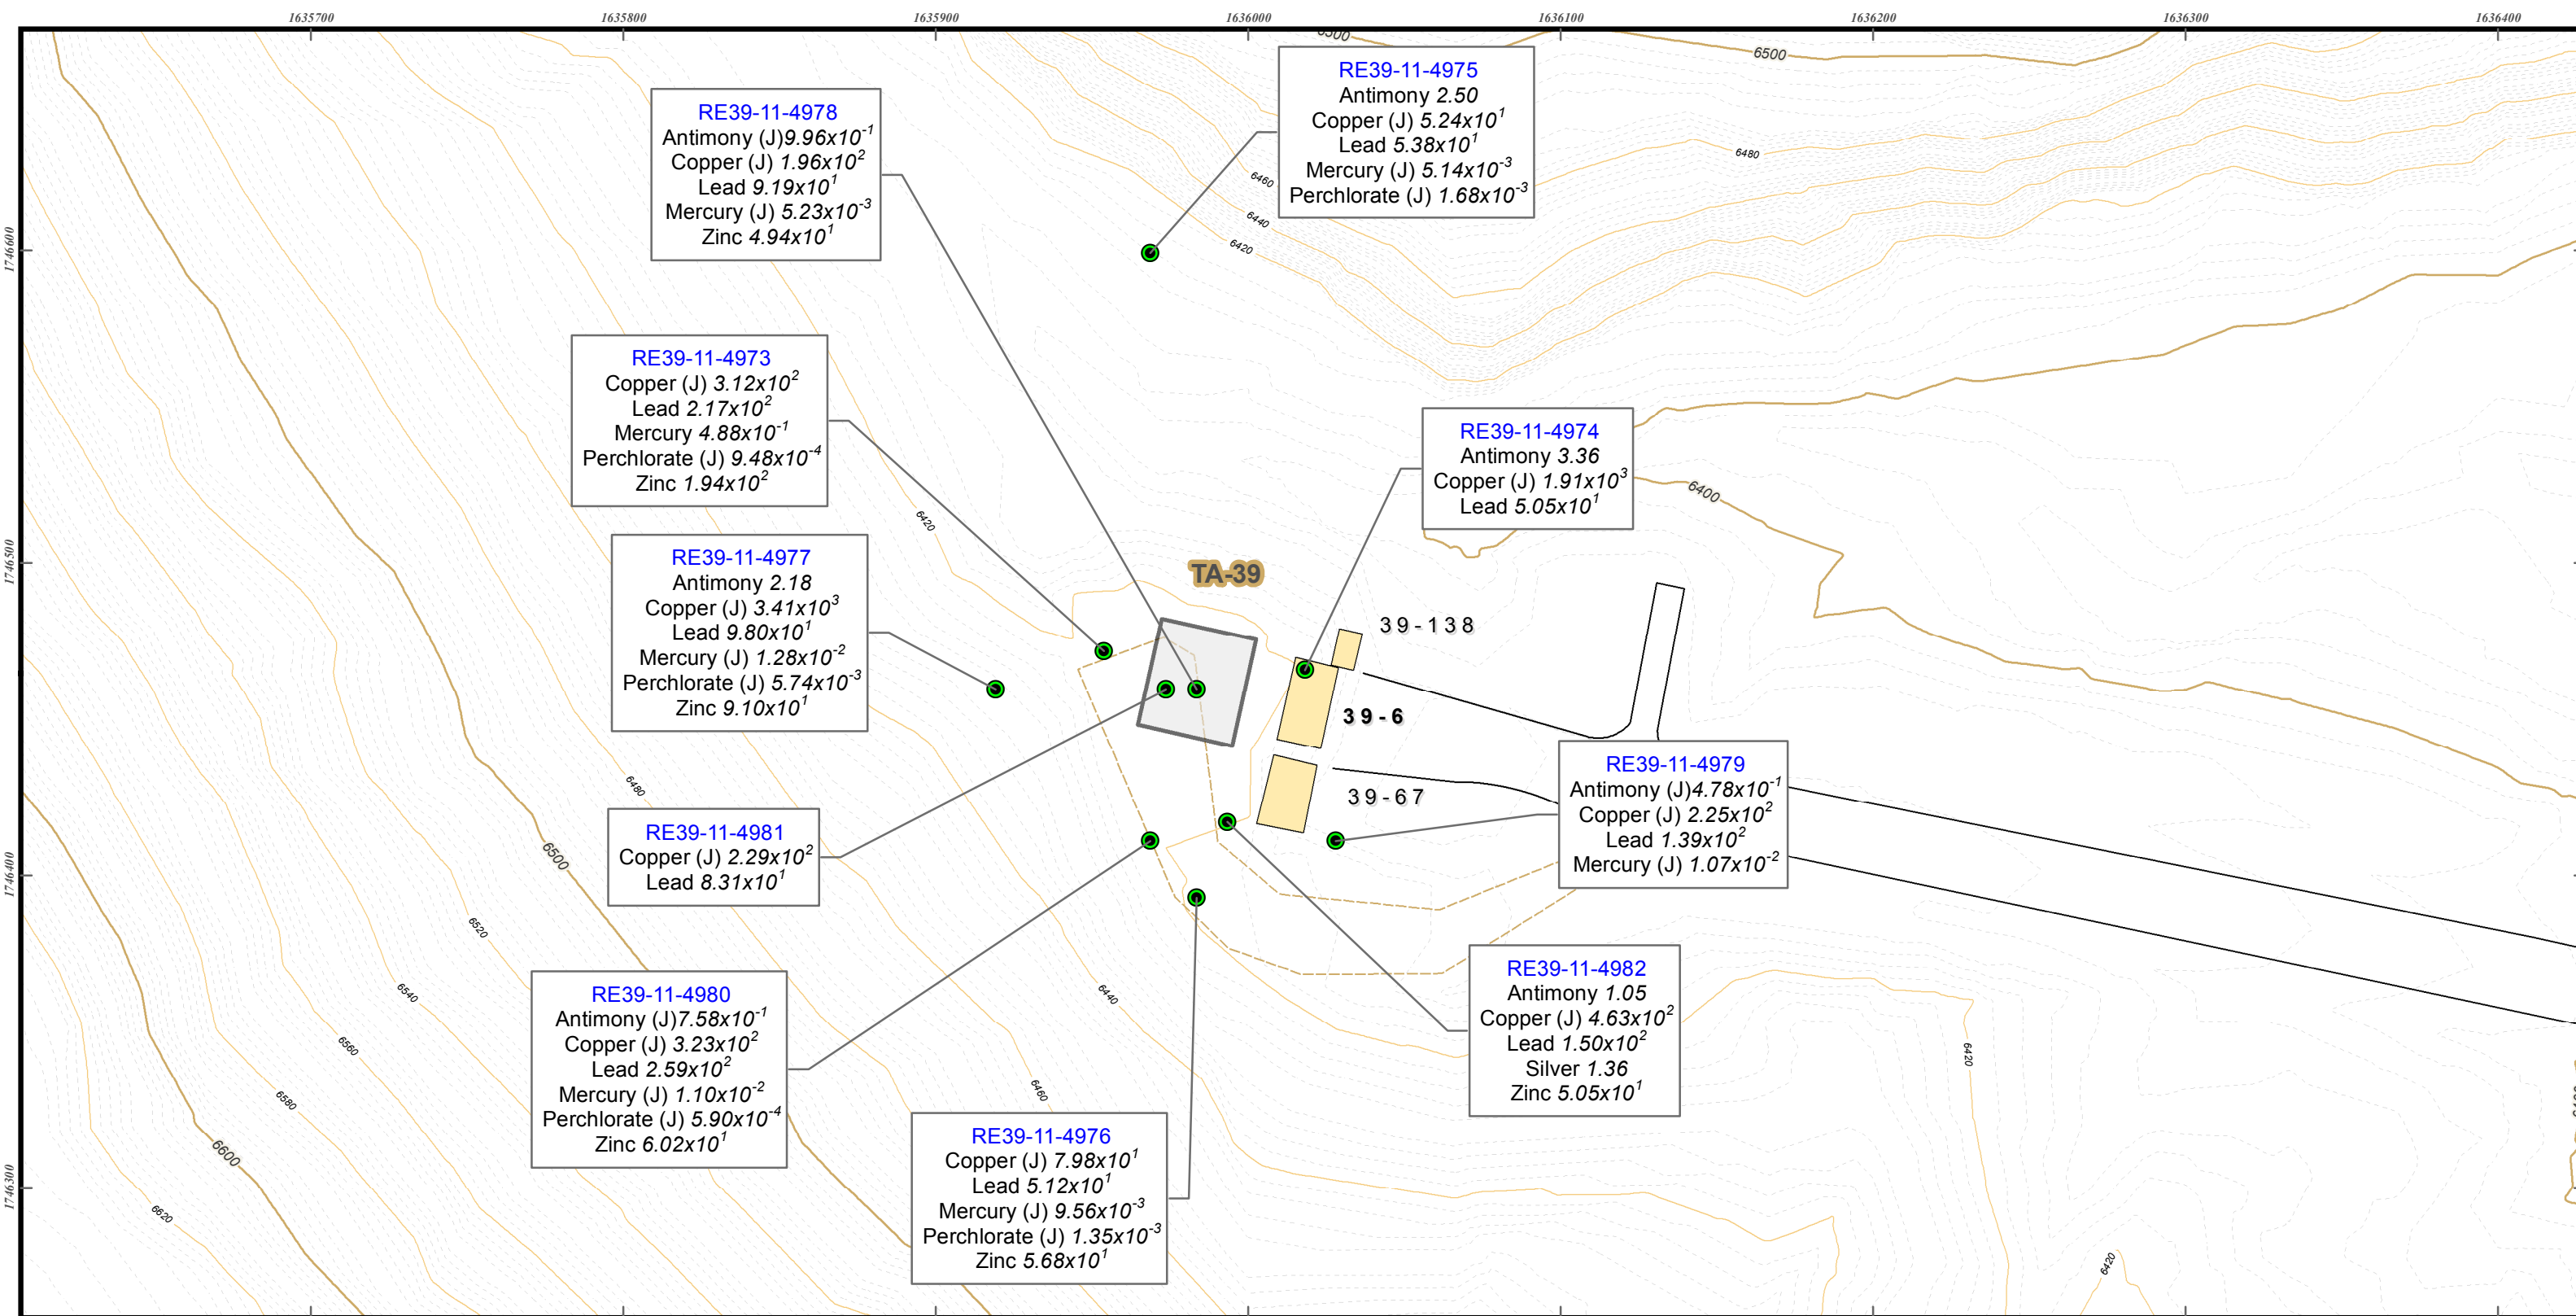 1635700
1635800
1635900
1636000
1636100
1636200
1636300
1636400
6500
6500
RE39-11-4975
Antimony 2.50
Copper (J) 5.24x10¹
Lead 5.38x10¹
Mercury (J) 5.14x10⁻³
Perchlorate (J) 1.68x10⁻³
RE39-11-4978
Antimony (J)9.96x10⁻¹
Copper (J) 1.96x10²
Lead 9.19x10¹
Mercury (J) 5.23x10⁻³
Zinc 4.94x10¹
6480
6460
6440
6420
1746600
RE39-11-4973
Copper (J) 3.12x10²
Lead 2.17x10²
Mercury 4.88x10⁻¹
Perchlorate (J) 9.48x10⁻⁴
Zinc 1.94x10²
RE39-11-4974
Antimony 3.36
Copper (J) 1.91x10³
Lead 5.05x10¹
6400
6420
1746500
RE39-11-4977
Antimony 2.18
Copper (J) 3.41x10³
Lead 9.80x10¹
Mercury (J) 1.28x10⁻²
Perchlorate (J) 5.74x10⁻³
Zinc 9.10x10¹
TA-39
39-138
39-6
39-67
RE39-11-4979
Antimony (J)4.78x10⁻¹
Copper (J) 2.25x10²
Lead 1.39x10²
Mercury (J) 1.07x10⁻²
6480
RE39-11-4981
Copper (J) 2.29x10²
Lead 8.31x10¹
6500
1746400
6520
6540
6440
RE39-11-4982
Antimony 1.05
Copper (J) 4.63x10²
Lead 1.50x10²
Silver 1.36
Zinc 5.05x10¹
RE39-11-4980
Antimony (J)7.58x10⁻¹
Copper (J) 3.23x10²
Lead 2.59x10²
Mercury (J) 1.10x10⁻²
Perchlorate (J) 5.90x10⁻⁴
Zinc 6.02x10¹
6560
6420
6460
6580
6600
RE39-11-4976
Copper (J) 7.98x10¹
Lead 5.12x10¹
Mercury (J) 9.56x10⁻³
Perchlorate (J) 1.35x10⁻³
Zinc 5.68x10¹
1746300
6620
6420